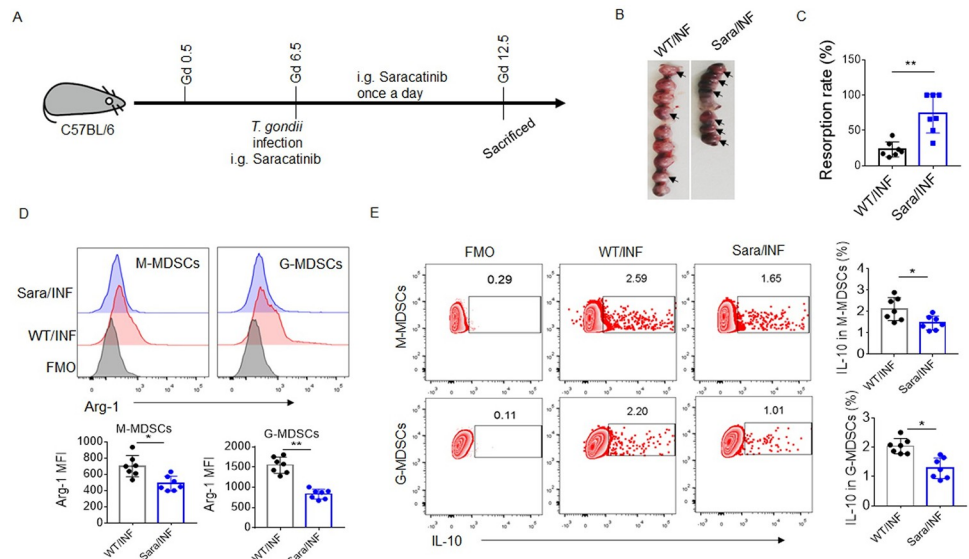 A
C57BL/6
Gd 0.5
Gd 6.5
T. gondii
infection
i.g. Saracatinib
i.g. Saracatinib
once a day
Gd 12.5
Sacrificed
B
WT/INF
Sara/INF
C
Resorption rate (%)
150
100
50
0
**
WT/INF
Sara/INF
D
M-MDSCs
G-MDSCs
Sara/INF
WT/INF
FMO
Arg-1
M-MDSCs
Arg-1 MFI
1000
800
600
400
200
0
*
WT/INF
Sara/INF
G-MDSCs
Arg-1 MFI
2000
1500
1000
500
0
**
WT/INF
Sara/INF
E
FMO
WT/INF
Sara/INF
M-MDSCs
0.29
2.59
1.65
G-MDSCs
0.11
2.20
1.01
IL-10
IL-10 in M-MDSCs (%)
4
3
2
1
0
*
WT/INF
Sara/INF
IL-10 in G-MDSCs (%)
4
3
2
1
0
*
WT/INF
Sara/INF